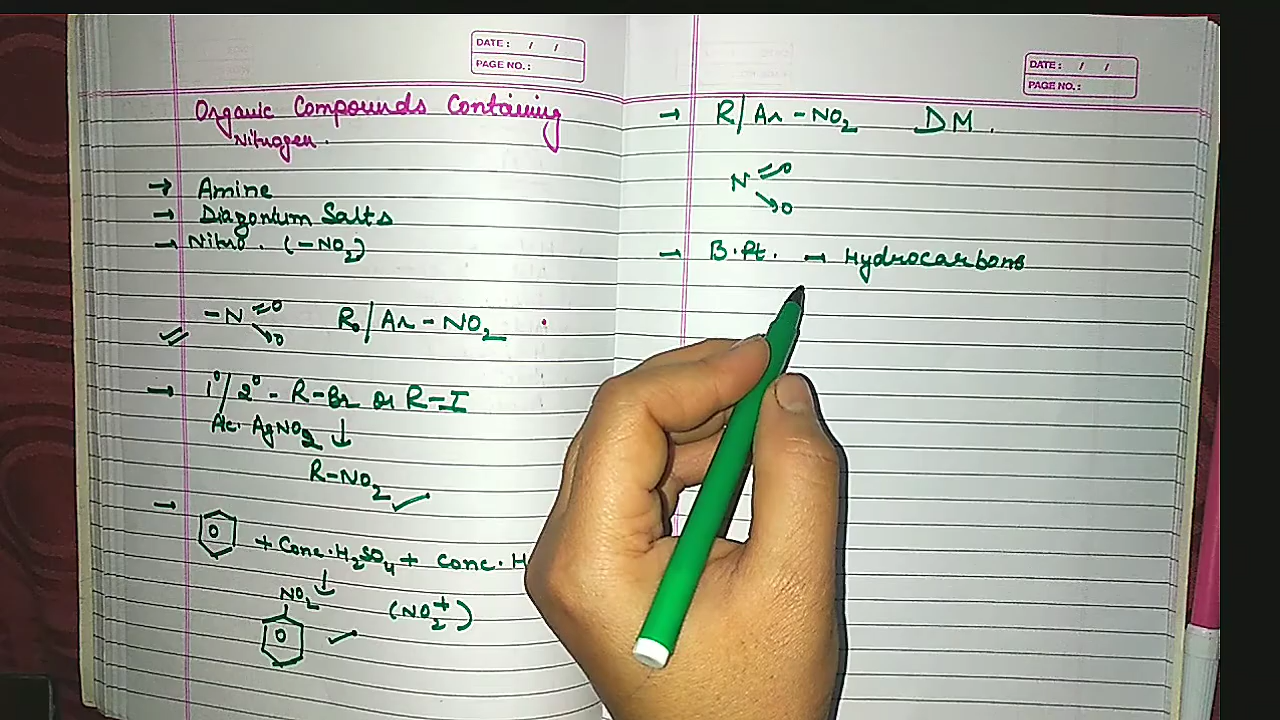 DATE: / /
PAGE NO.:
Organic Compounds Containing
Nitrogen.
→ Amine
→ Diazonium Salts
→ Nitro. (-NO2)
-N=O R/Ar-NO2
→O
→ 1°/2° - R-Br or R-I
Alc. AgNO2 ↓
R-NO2 ✓
→ + Conc. H2SO4 + conc. H
↓
NO2 (NO2+) ✓
DATE: / /
PAGE NO.:
→ R/Ar-NO2 DM.
N=O
→O
→ B.Pt. → Hydrocarbons